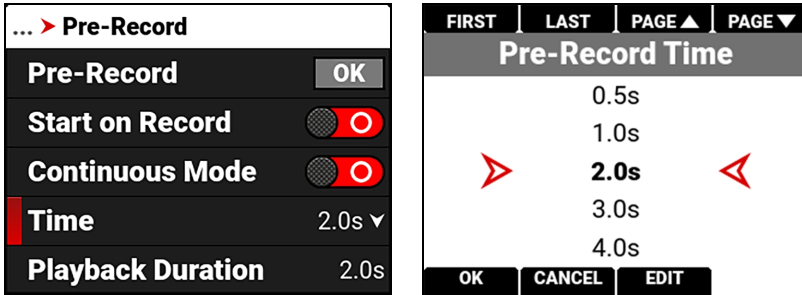 ... Pre-Record
Pre-Record OK
Start on Record
Continuous Mode
Time 2.0s
Playback Duration 2.0s
FIRST LAST PAGE▲ PAGE▼
Pre-Record Time
0.5s
1.0s
2.0s
3.0s
4.0s
OK CANCEL EDIT